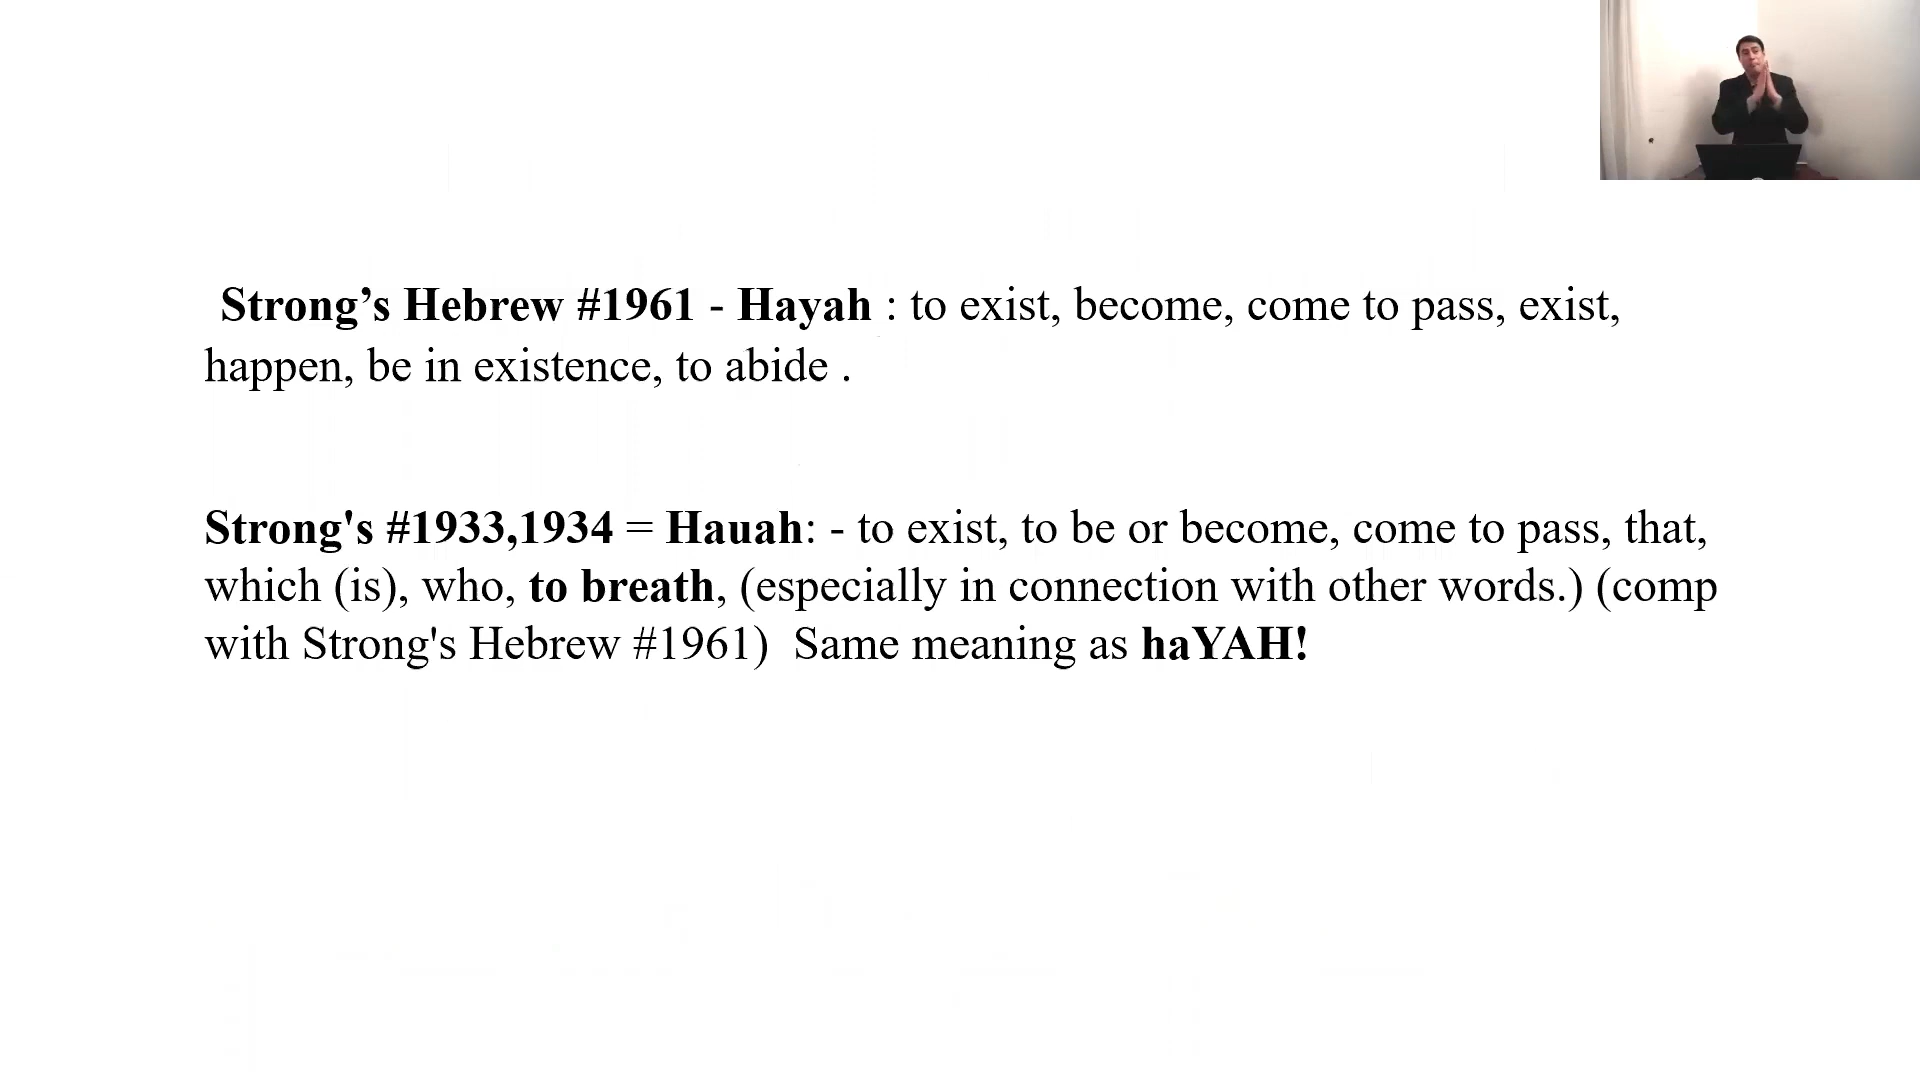 Strong’s Hebrew #1961 - Hayah : to exist, become, come to pass, exist,
happen, be in existence, to abide .
Strong's #1933,1934 = Hauah: - to exist, to be or become, come to pass, that,
which (is), who, to breath, (especially in connection with other words.) (comp
with Strong's Hebrew #1961)  Same meaning as haYAH!